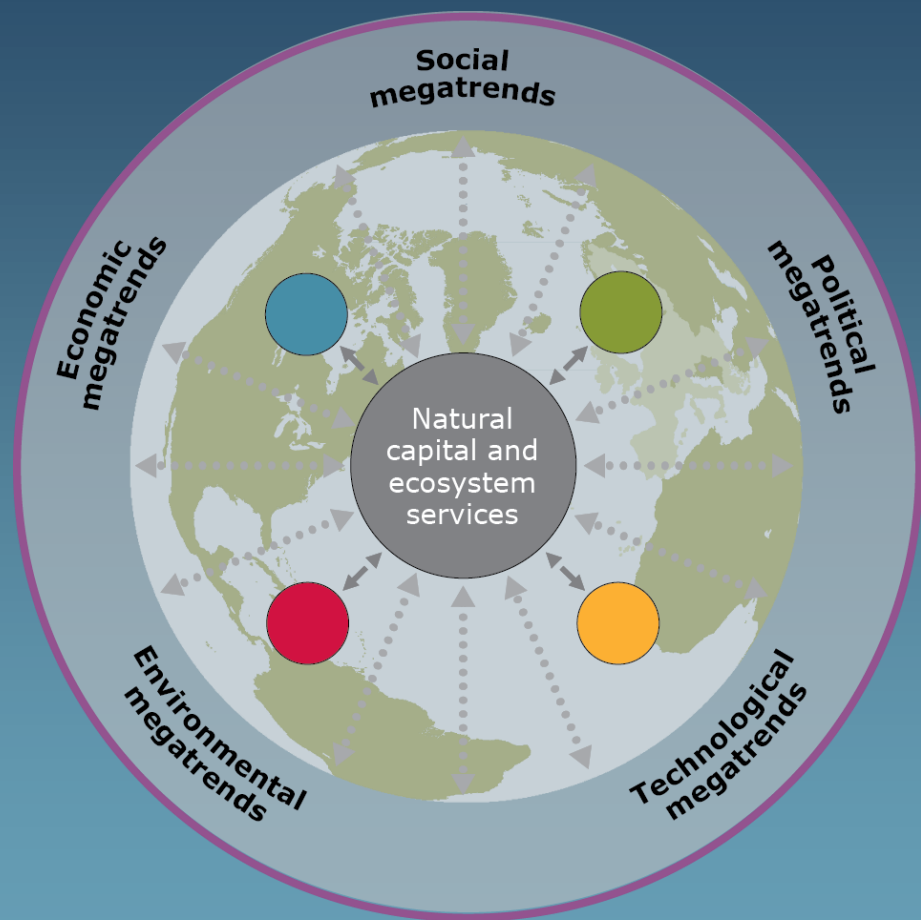 Social
megatrends
Economic
megatrends
Political
megatrends
Natural
capital and
ecosystem
services
Environmental
megatrends
Technological
megatrends